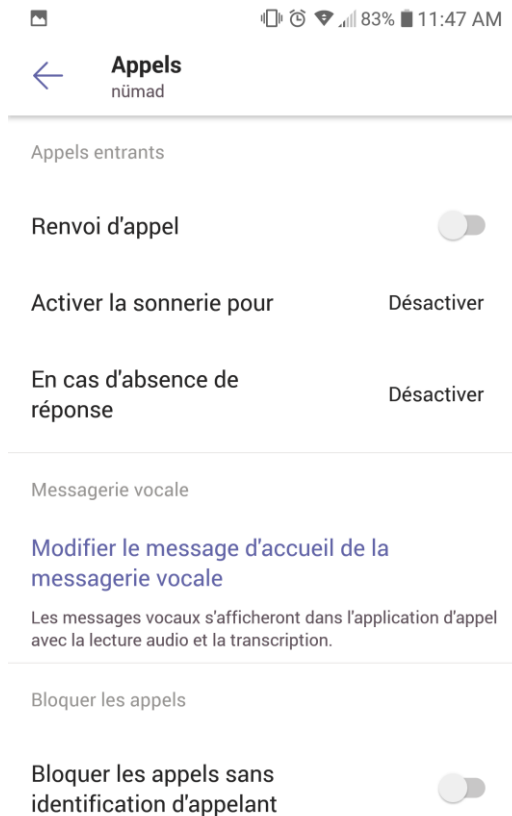 83% 11:47 AM
Appels
nümad
Appels entrants
Renvoi d'appel
Activer la sonnerie pour Désactiver
En cas d'absence de
réponse Désactiver
Messagerie vocale
Modifier le message d'accueil de la
messagerie vocale
Les messages vocaux s'afficheront dans l'application d'appel
avec la lecture audio et la transcription.
Bloquer les appels
Bloquer les appels sans
identification d'appelant